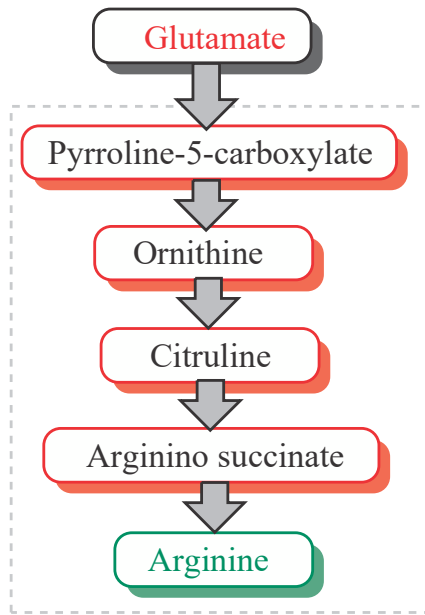 Glutamate
Pyrroline-5-carboxylate
Ornithine
Citruline
Arginino succinate
Arginine